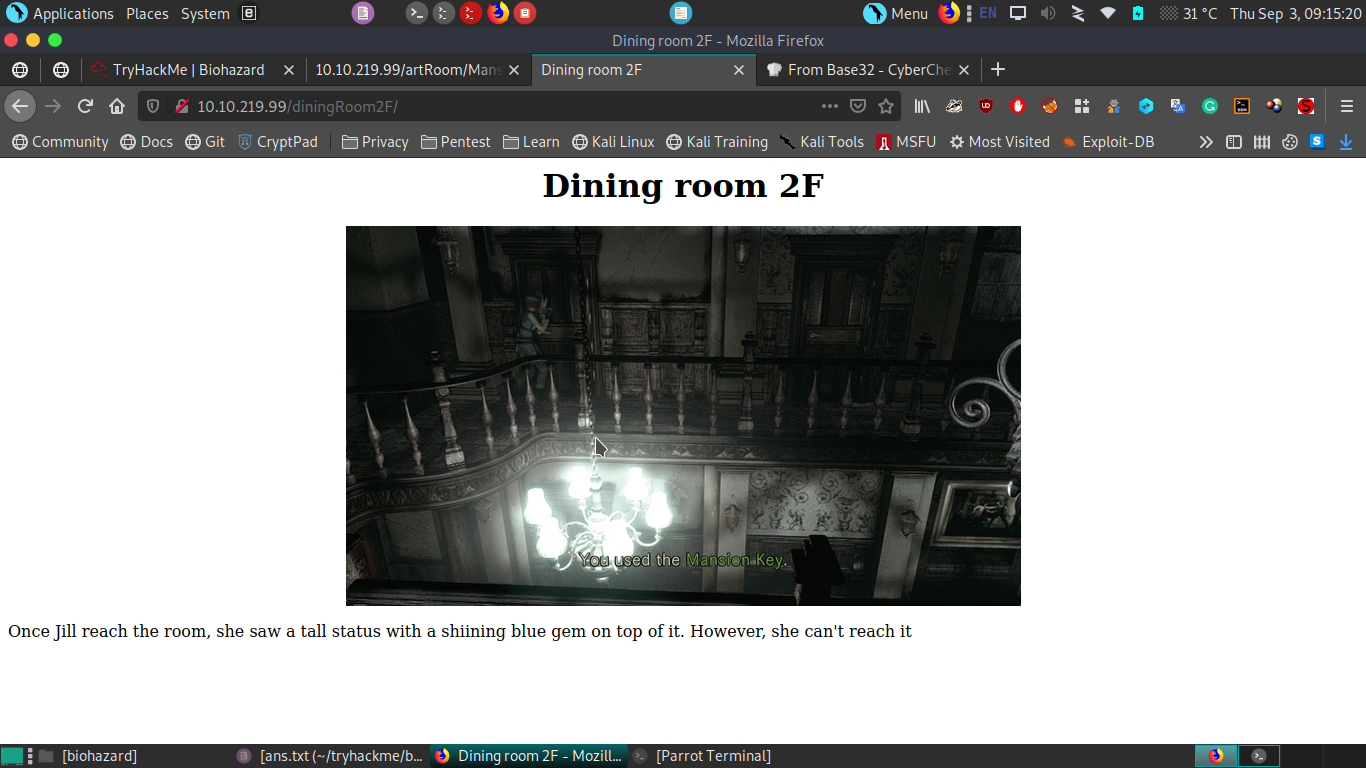 Applications Places System Menu EN 31 °C Thu Sep 3, 09:15:20
Dining room 2F - Mozilla Firefox
TryHackMe | Biohazard 10.10.219.99/artRoom/Mans Dining room 2F From Base32 - CyberChe
10.10.219.99/diningRoom2F/
Community Docs Git CryptPad Privacy Pentest Learn Kali Linux Kali Training Kali Tools MSFU Most Visited Exploit-DB
Dining room 2F
You used the Mansion Key.
Once Jill reach the room, she saw a tall status with a shiining blue gem on top of it. However, she can't reach it
[biohazard] [ans.txt (~/tryhackme/b... Dining room 2F - Mozill... [Parrot Terminal]